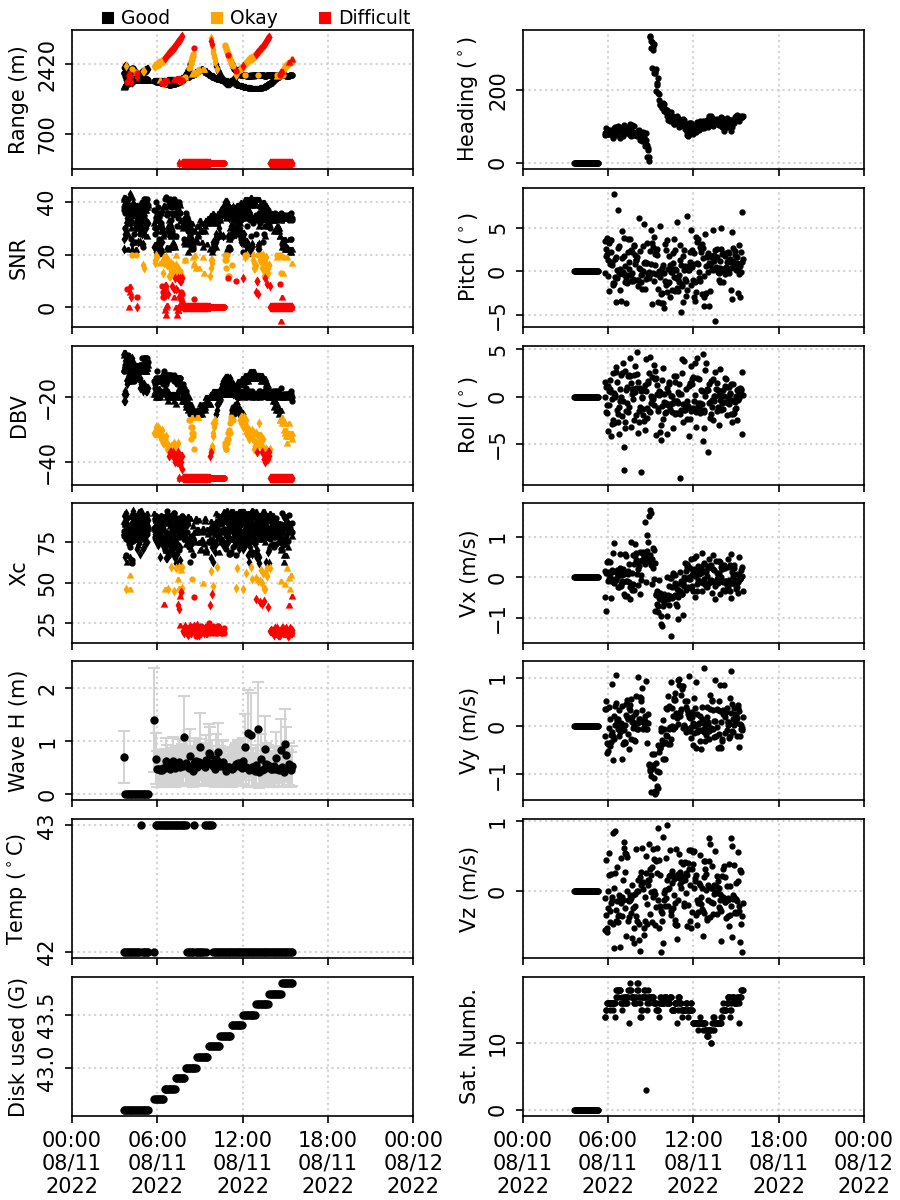 Good Okay Difficult
Range (m)
2420
700
Heading (°)
200
0
SNR
40
20
0
Pitch (°)
5
0
−5
DBV
−20
−40
Roll (°)
5
0
−5
Xc
75
50
25
Vx (m/s)
1
0
−1
Wave H (m)
2
1
0
Vy (m/s)
1
0
−1
Temp (°C)
43
42
Vz (m/s)
1
0
Disk used (G)
43.5
43.0
Sat. Numb.
10
0
00:00 06:00 12:00 18:00 00:00 00:00 06:00 12:00 18:00 00:00
08/11 08/11 08/11 08/11 08/12 08/11 08/11 08/11 08/11 08/12
2022 2022 2022 2022 2022 2022 2022 2022 2022 2022